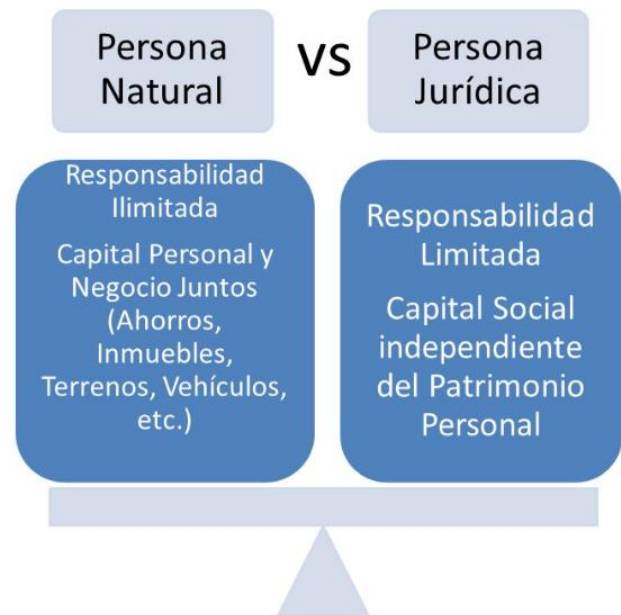 Persona
Natural
vs
Persona
Jurídica
Responsabilidad
Ilimitada
Capital Personal y
Negocio Juntos
(Ahorros,
Inmuebles,
Terrenos, Vehículos,
etc.)
Responsabilidad
Limitada
Capital Social
independiente
del Patrimonio
Personal